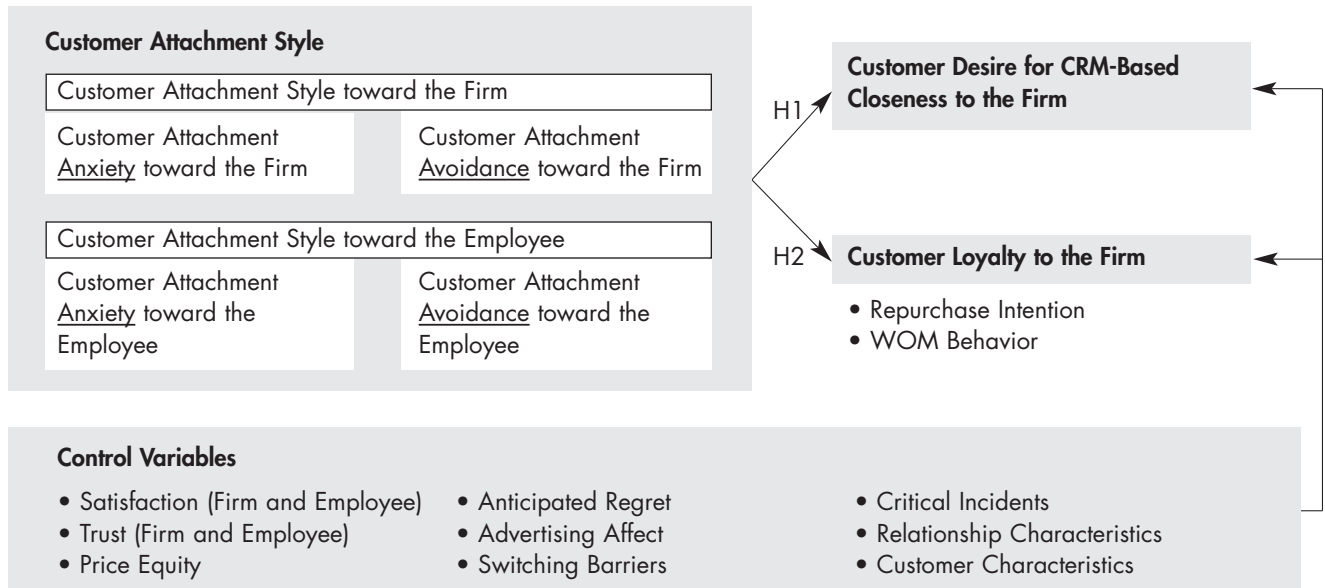 Customer Attachment Style
Customer Attachment Style toward the Firm
Customer Attachment
Anxiety toward the Firm
Customer Attachment
Avoidance toward the Firm
Customer Attachment Style toward the Employee
Customer Attachment
Anxiety toward the
Employee
Customer Attachment
Avoidance toward the
Employee
H1
H2
Customer Desire for CRM-Based
Closeness to the Firm
Customer Loyalty to the Firm
• Repurchase Intention
• WOM Behavior
Control Variables
• Satisfaction (Firm and Employee)
• Trust (Firm and Employee)
• Price Equity
• Anticipated Regret
• Advertising Affect
• Switching Barriers
• Critical Incidents
• Relationship Characteristics
• Customer Characteristics